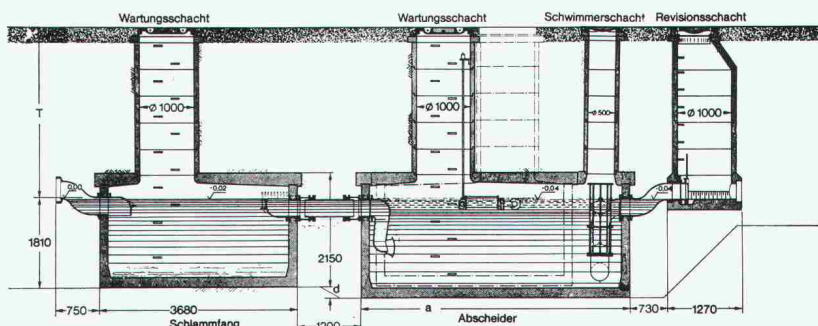 Wartungsschacht Wartungsschacht Schwimmerschacht Revisionsschacht
T
Ø 1000 Ø 1000 Ø 500 Ø 1000
0,00 -0,02 -0,04 -0,04
1810
2150
d
750 3680 a 730 1270
Schlammfang 1200 Abscheider